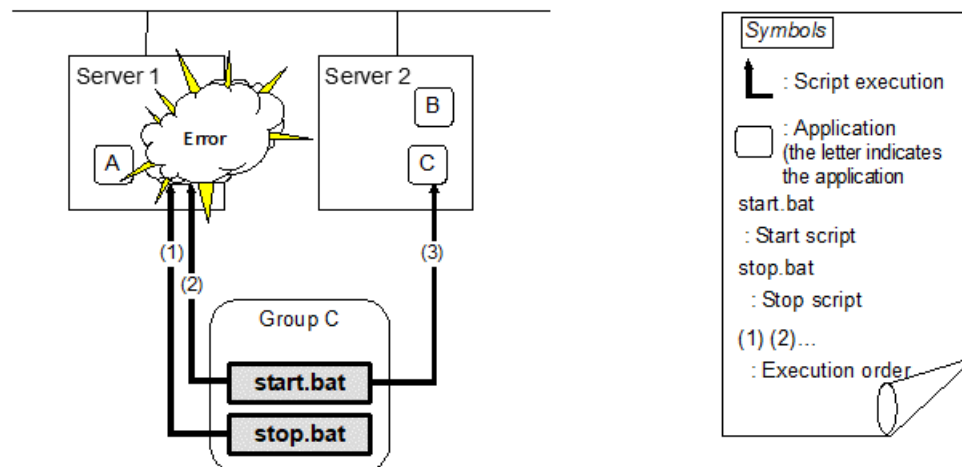 Server 1
Server 2
Error
A
B
C
(1)
(2)
(3)
Group C
start.bat
stop.bat
Symbols
: Script execution
: Application
(the letter indicates
the application
start.bat
: Start script
stop.bat
: Stop script
(1) (2)...
: Execution order